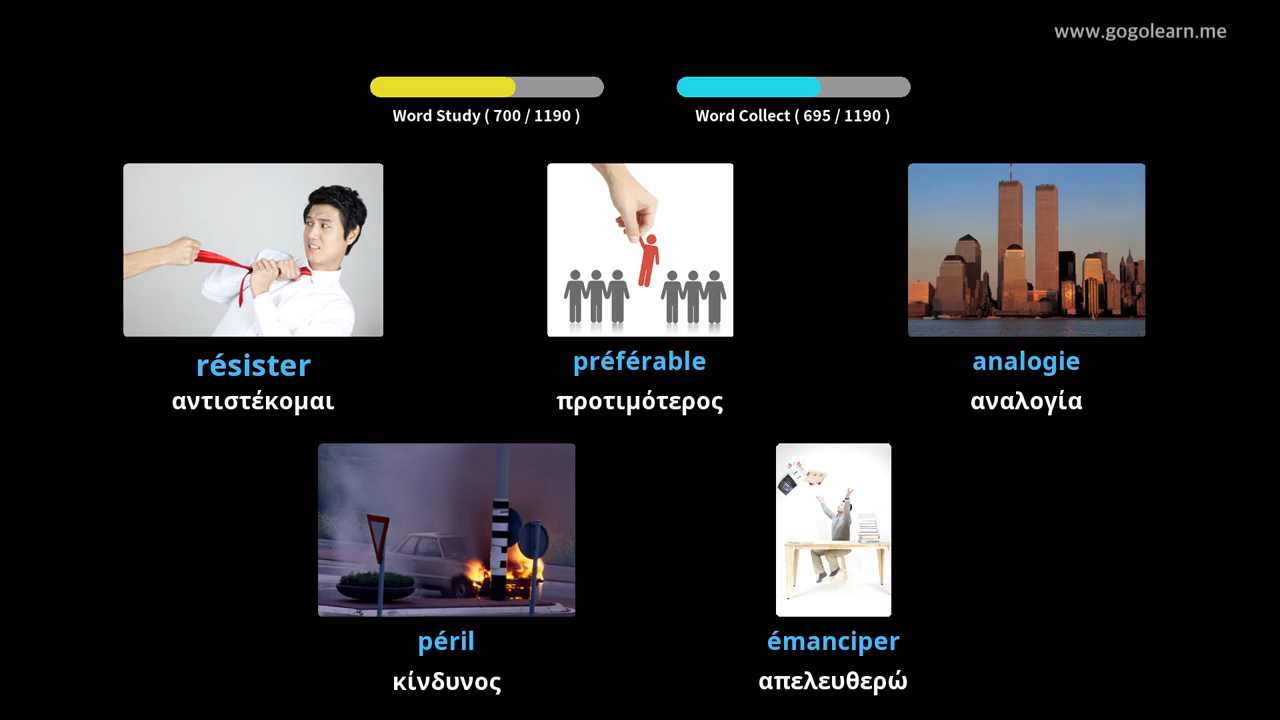 www.gogolearn.me
Word Study ( 700 / 1190 )
Word Collect ( 695 / 1190 )
résister
préférable
analogie
αντιστέκομαι
προτιμότερος
αναλογία
péril
émanciper
κίνδυνος
απελευθερώ